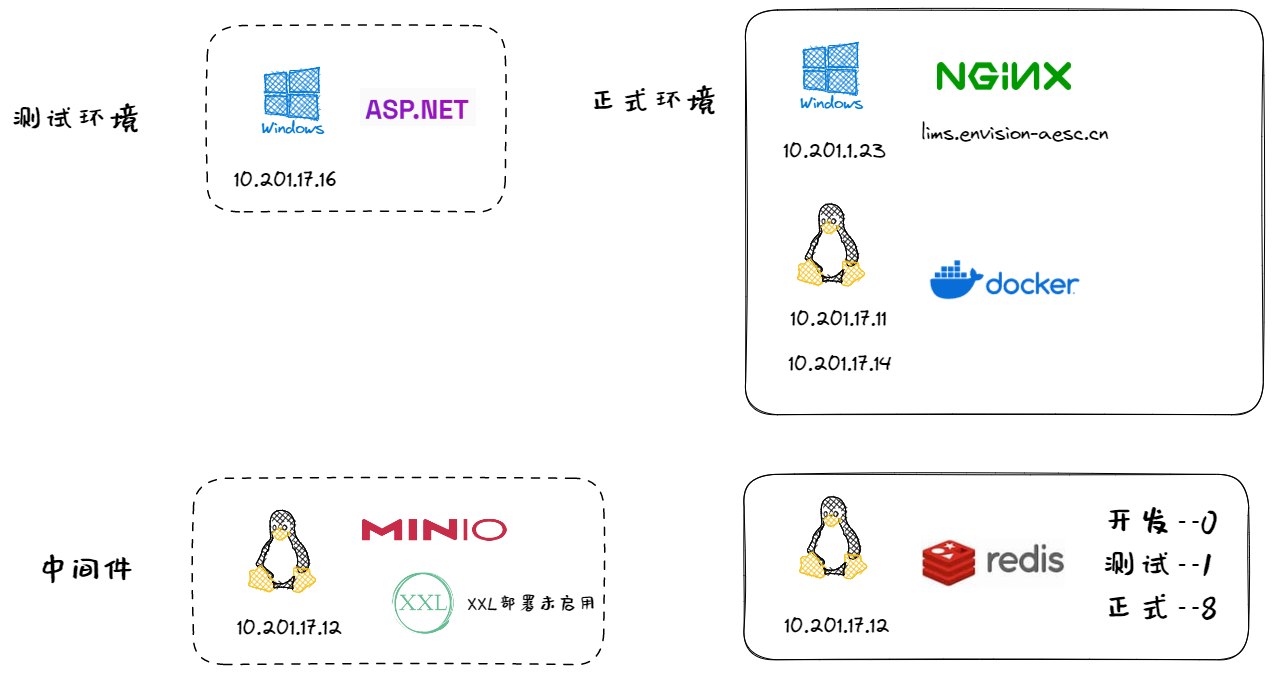 测试环境
Windows
ASP.NET
10.201.17.16
正式环境
Windows
NGINX
10.201.1.23
lims.envision-aesc.cn
docker
10.201.17.11
10.201.17.14
中间件
MINIO
XXL
XXL部署未启用
10.201.17.12
redis
开发--0
测试--1
正式--8
10.201.17.12